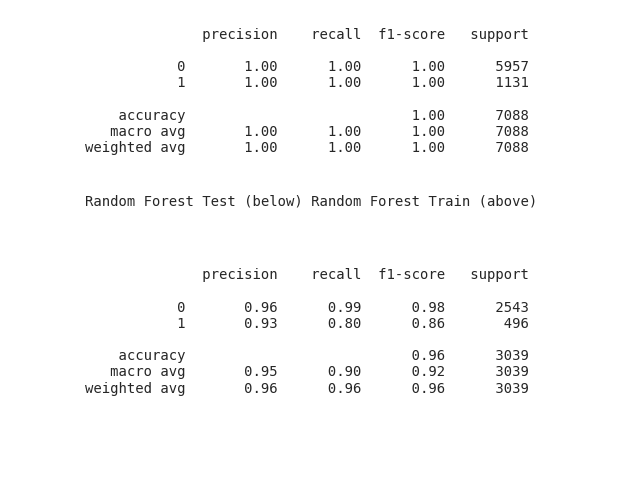 precision    recall  f1-score   support
0       1.00      1.00      1.00      5957
1       1.00      1.00      1.00      1131
accuracy                           1.00      7088
macro avg       1.00      1.00      1.00      7088
weighted avg       1.00      1.00      1.00      7088
Random Forest Test (below) Random Forest Train (above)
precision    recall  f1-score   support
0       0.96      0.99      0.98      2543
1       0.93      0.80      0.86       496
accuracy                           0.96      3039
macro avg       0.95      0.90      0.92      3039
weighted avg       0.96      0.96      0.96      3039